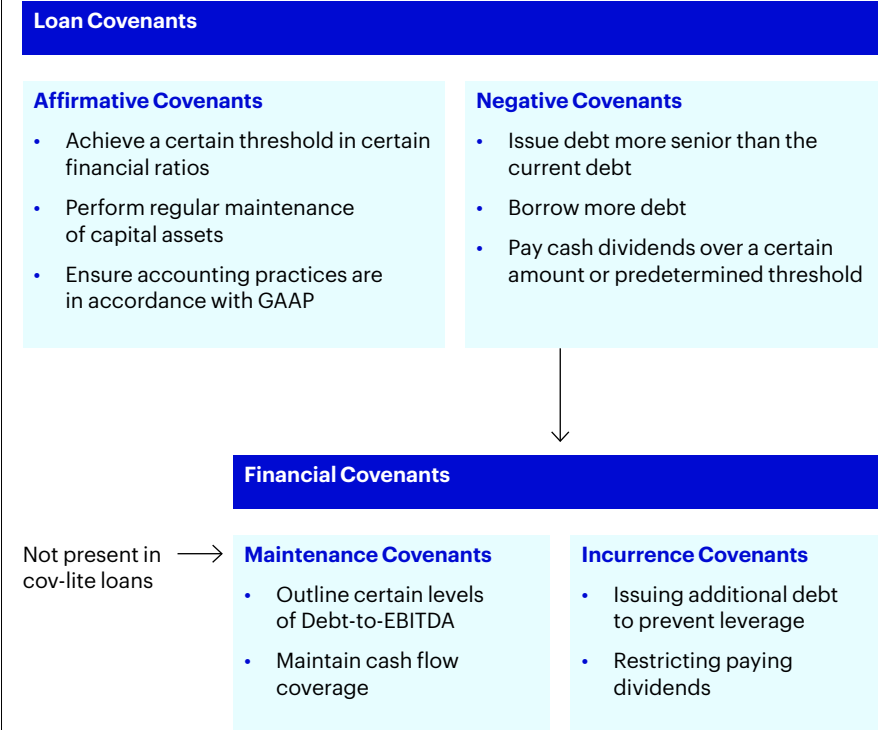 Loan Covenants
Affirmative Covenants
• Achieve a certain threshold in certain
financial ratios
• Perform regular maintenance
of capital assets
• Ensure accounting practices are
in accordance with GAAP
Negative Covenants
• Issue debt more senior than the
current debt
• Borrow more debt
• Pay cash dividends over a certain
amount or predetermined threshold
Financial Covenants
Not present in
cov-lite loans
Maintenance Covenants
• Outline certain levels
of Debt-to-EBITDA
• Maintain cash flow
coverage
Incurrence Covenants
• Issuing additional debt
to prevent leverage
• Restricting paying
dividends